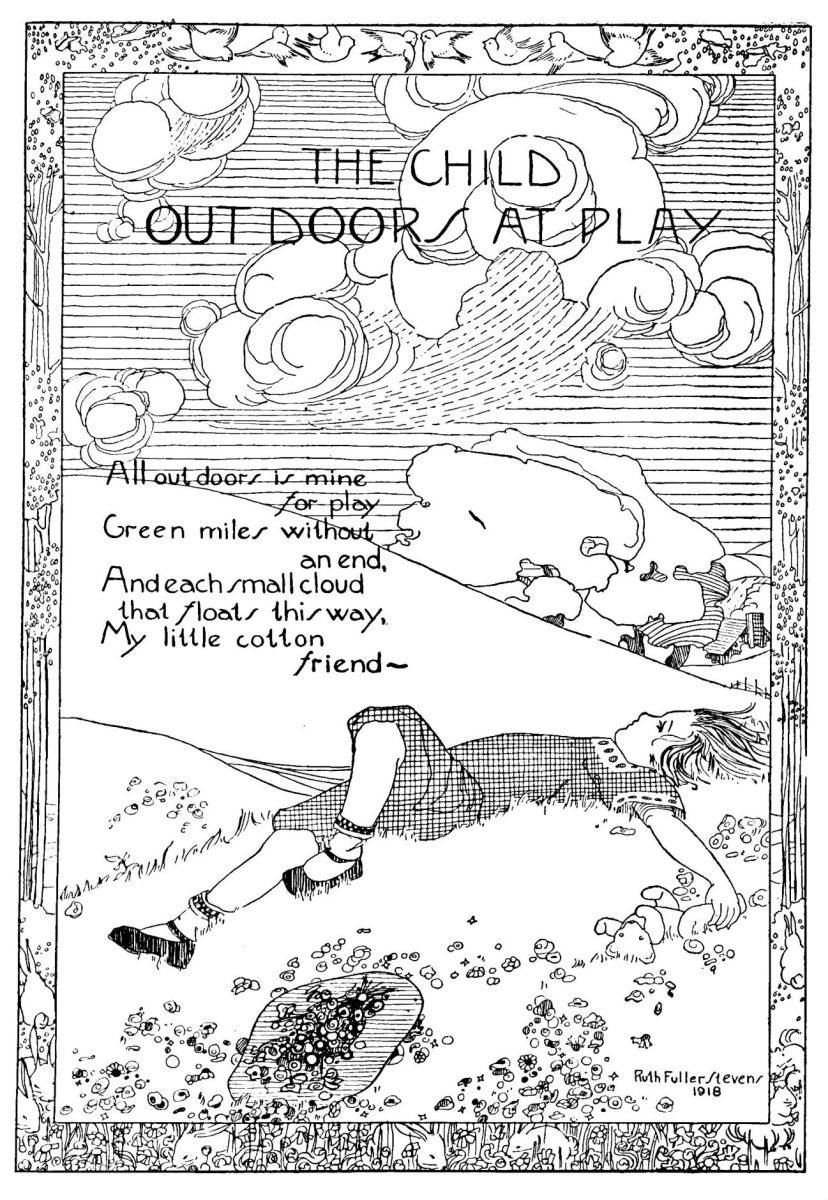 THE CHILD
OUT DOORS AT PLAY
All out doors is mine
for play
Green miles without
an end,
And each small cloud
that floats this way,
My little cotton
friend~
Ruth Fuller Stevens
1918